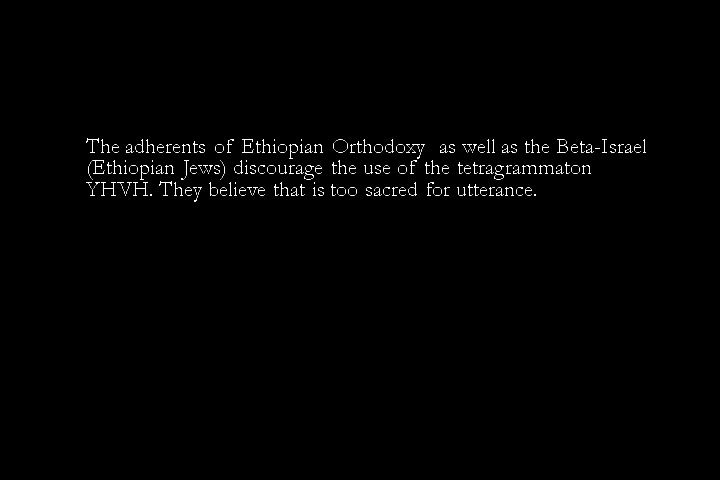 The adherents of Ethiopian Orthodoxy as well as the Beta-Israel
(Ethiopian Jews) discourage the use of the tetragrammaton
YHVH. They believe that is too sacred for utterance.